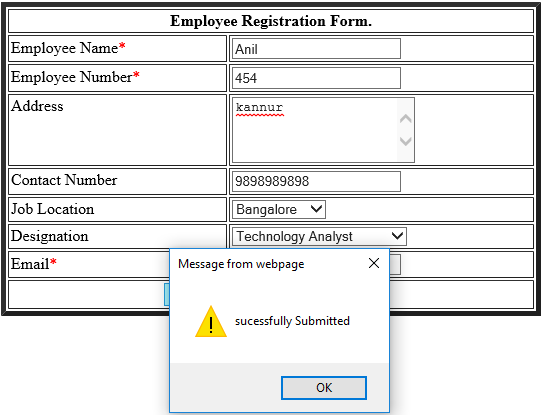 Employee Registration Form.
Employee Name* Anil
Employee Number* 454
Address kannur
Contact Number 9898989898
Job Location Bangalore
Designation Technology Analyst
Email*
Message from webpage
sucessfully Submitted
OK